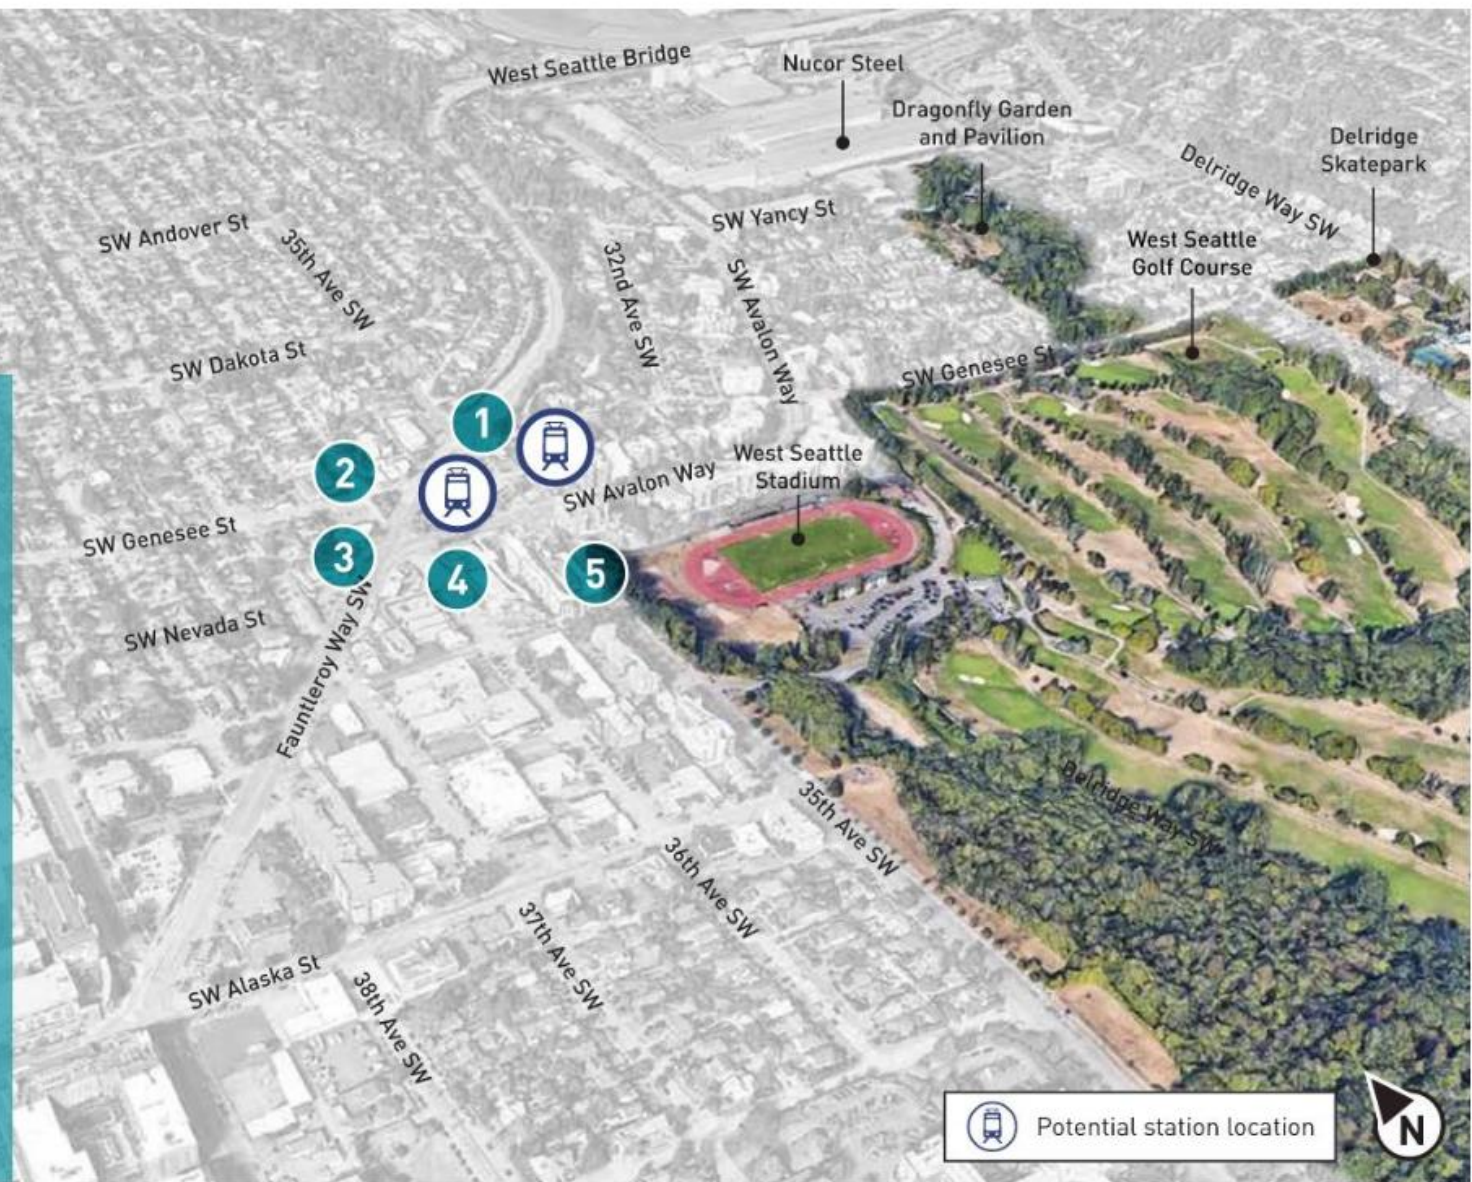 West Seattle Bridge
Nucor Steel
Dragonfly Garden
and Pavilion
Delridge
Skatepark
Delridge Way SW
SW Yancy St
SW Andover St
35th Ave SW
32nd Ave SW
SW Avalon Way
West Seattle
Golf Course
SW Dakota St
SW Genesee St
1
2
SW Avalon Way
West Seattle
Stadium
SW Genesee St
3
4
5
SW Nevada St
Fauntleroy Way SW
Delridge Way SW
35th Ave SW
36th Ave SW
37th Ave SW
SW Alaska St
38th Ave SW
Potential station location
N